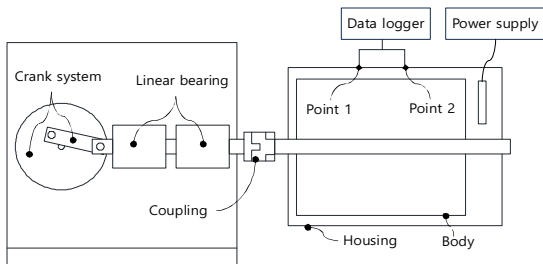 Data logger
Power supply
Crank system
Linear bearing
Point 1
Point 2
Coupling
Housing
Body